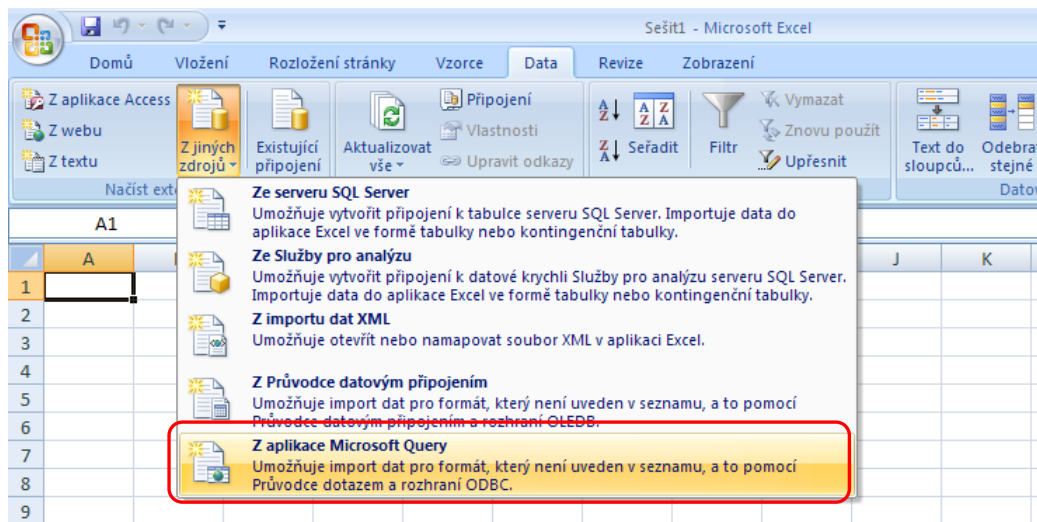 Sešit1 - Microsoft Excel
Domů Vložení Rozložení stránky Vzorce Data Revize Zobrazení
Z aplikace Access
Z webu
Z textu
Z jiných
zdrojů
Existující
připojení
Aktualizovat
vše
Připojení
Vlastnosti
Upravit odkazy
Seřadit
Filtr
Vymazat
Znovu použít
Upřesnit
Text do
sloupců...
Odebra
stejné
Načíst ext
Dato
A1
A J K
1
2
3
4
5
6
7
8
9
Ze serveru SQL Server
Umožňuje vytvořit připojení k tabulce serveru SQL Server. Importuje data do
aplikace Excel ve formě tabulky nebo kontingenční tabulky.
Ze Služby pro analýzu
Umožňuje vytvořit připojení k datové krychli Služby pro analýzu serveru SQL Server.
Importuje data do aplikace Excel ve formě tabulky nebo kontingenční tabulky.
Z importu dat XML
Umožňuje otevřít nebo namapovat soubor XML v aplikaci Excel.
Z Průvodce datovým připojením
Umožňuje import dat pro formát, který není uveden v seznamu, a to pomocí
Průvodce datovým připojením a rozhraní OLEDB.
Z aplikace Microsoft Query
Umožňuje import dat pro formát, který není uveden v seznamu, a to pomocí
Průvodce dotazem a rozhraní ODBC.